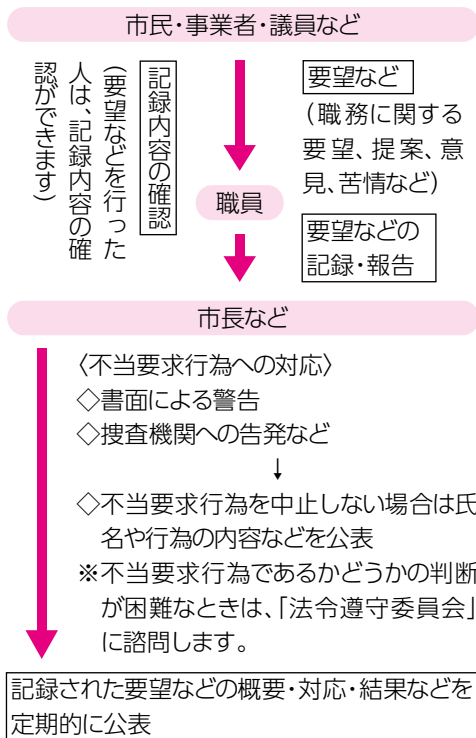 市民・事業者・議員など
要望など
（職務に関する
要望、提案、意
見、苦情など）
記録内容の確認
（要望などを行った
人は、記録内容の確
認ができます）
職員
要望などの
記録・報告
市長など
〈不当要求行為への対応〉
◇書面による警告
◇捜査機関への告発など
↓
◇不当要求行為を中止しない場合は氏
名や行為の内容などを公表
※不当要求行為であるかどうかの判断
が困難なときは、「法令遵守委員会」
に諮問します。
記録された要望などの概要・対応・結果などを
定期的に公表